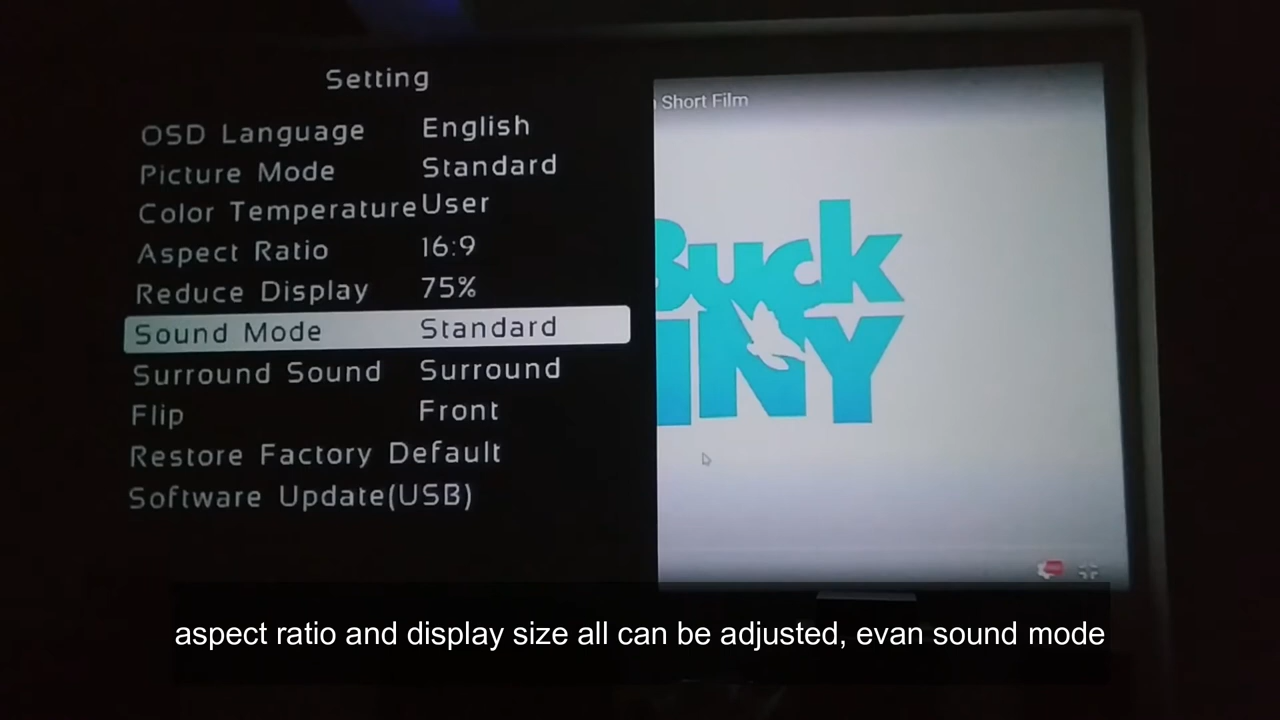 Setting
OSD Language English
Picture Mode Standard
Color Temperature User
Aspect Ratio 16:9
Reduce Display 75%
Sound Mode Standard
Surround Sound Surround
Flip Front
Restore Factory Default
Software Update(USB)
Short Film
Buck
NY
aspect ratio and display size all can be adjusted, evan sound mode